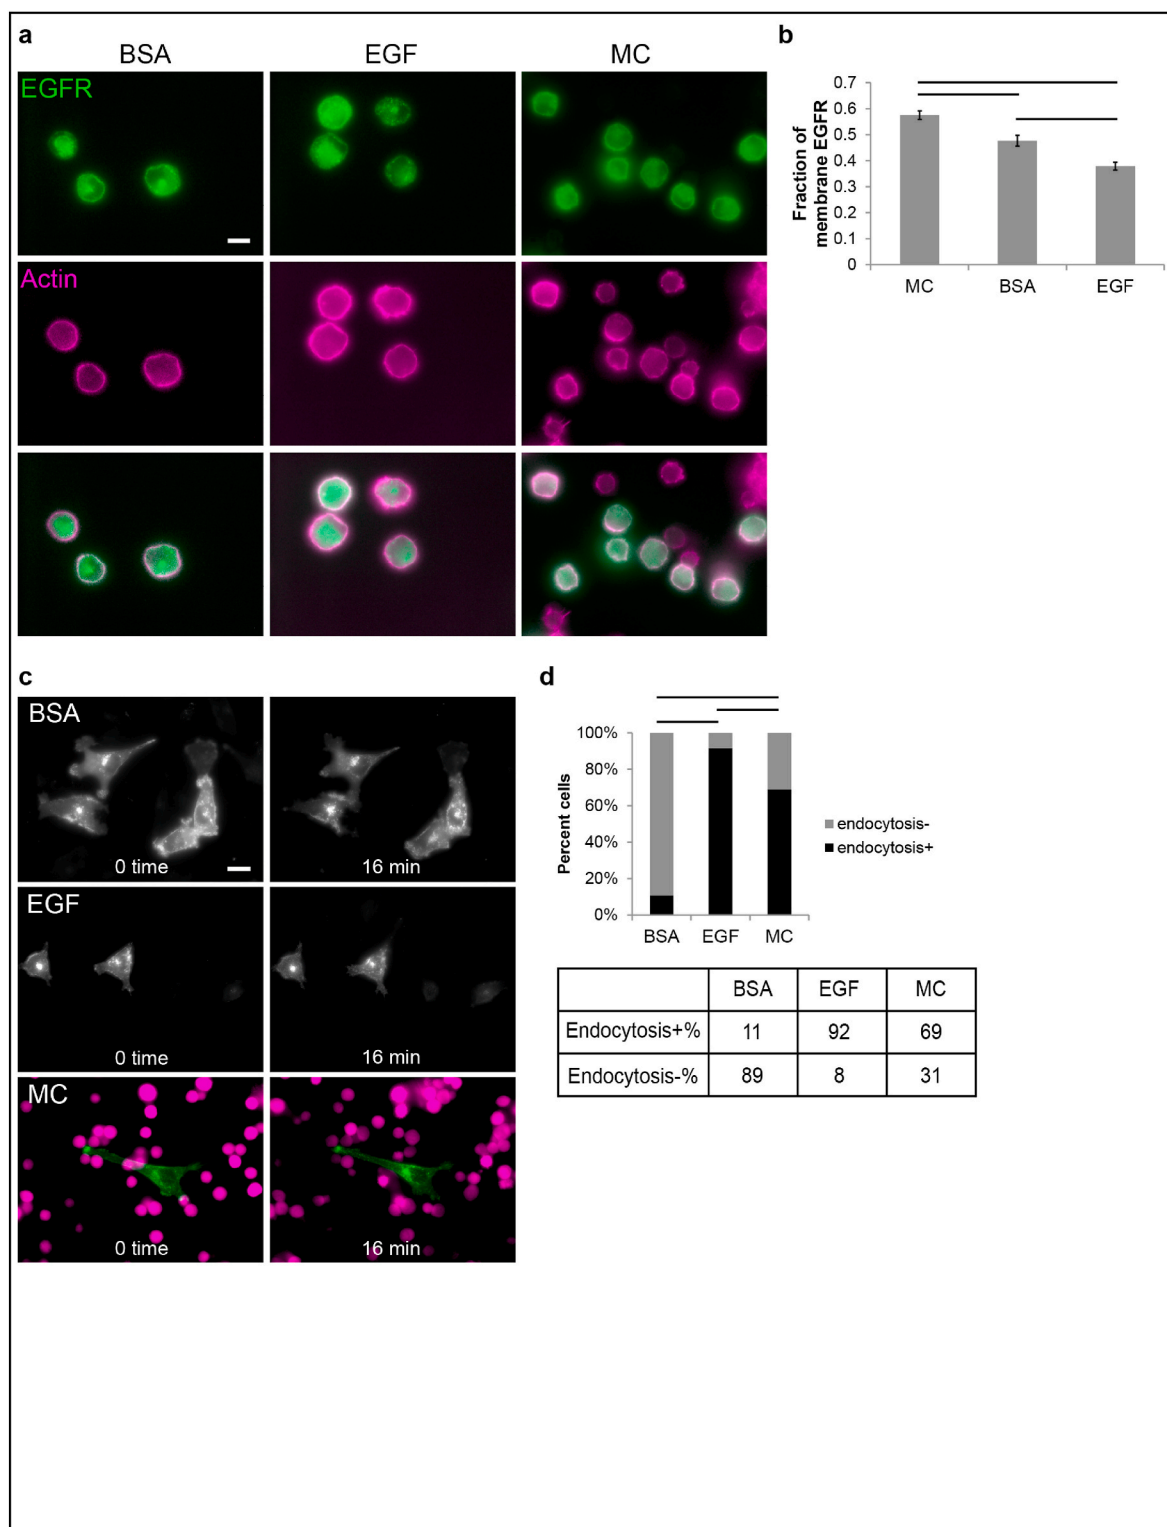 a
BSA EGF MC
EGFR
Actin
b
Fraction of
membrane EGFR
0.7
0.6
0.5
0.4
0.3
0.2
0.1
0
MC BSA EGF
c
BSA
0 time 16 min
EGF
0 time 16 min
MC
0 time 16 min
d
Percent cells
100%
80%
60%
40%
20%
0%
BSA EGF MC
endocytosis-
endocytosis+
BSA EGF MC
Endocytosis+% 11 92 69
Endocytosis-% 89 8 31